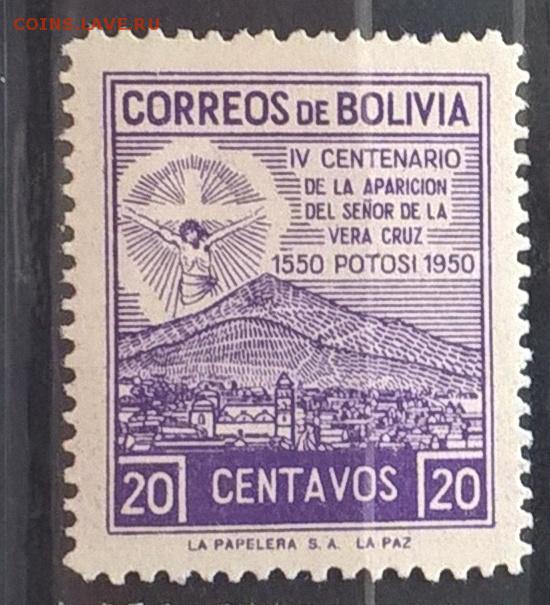 COINS.LAVE.RU
CORREOS DE BOLIVIA
IV CENTENARIO
DE LA APARICION
DEL SEÑOR DE LA
VERA CRUZ
1550 POTOSI 1950
20 CENTAVOS 20
LA PAPELERA S. A. LA PAZ